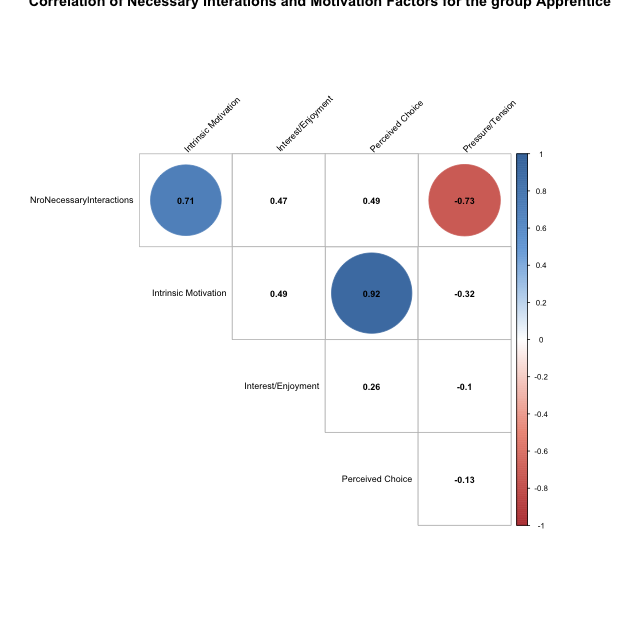 Correlation of Necessary Interations and Motivation Factors for the group Apprentice
Intrinsic Motivation
Interest/Enjoyment
Perceived Choice
Pressure/Tension
NroNecessaryInteractions 0.71 0.47 0.49 -0.73
Intrinsic Motivation 0.49 0.92 -0.32
Interest/Enjoyment 0.26 -0.1
Perceived Choice -0.13
1
0.8
0.6
0.4
0.2
0
-0.2
-0.4
-0.6
-0.8
-1